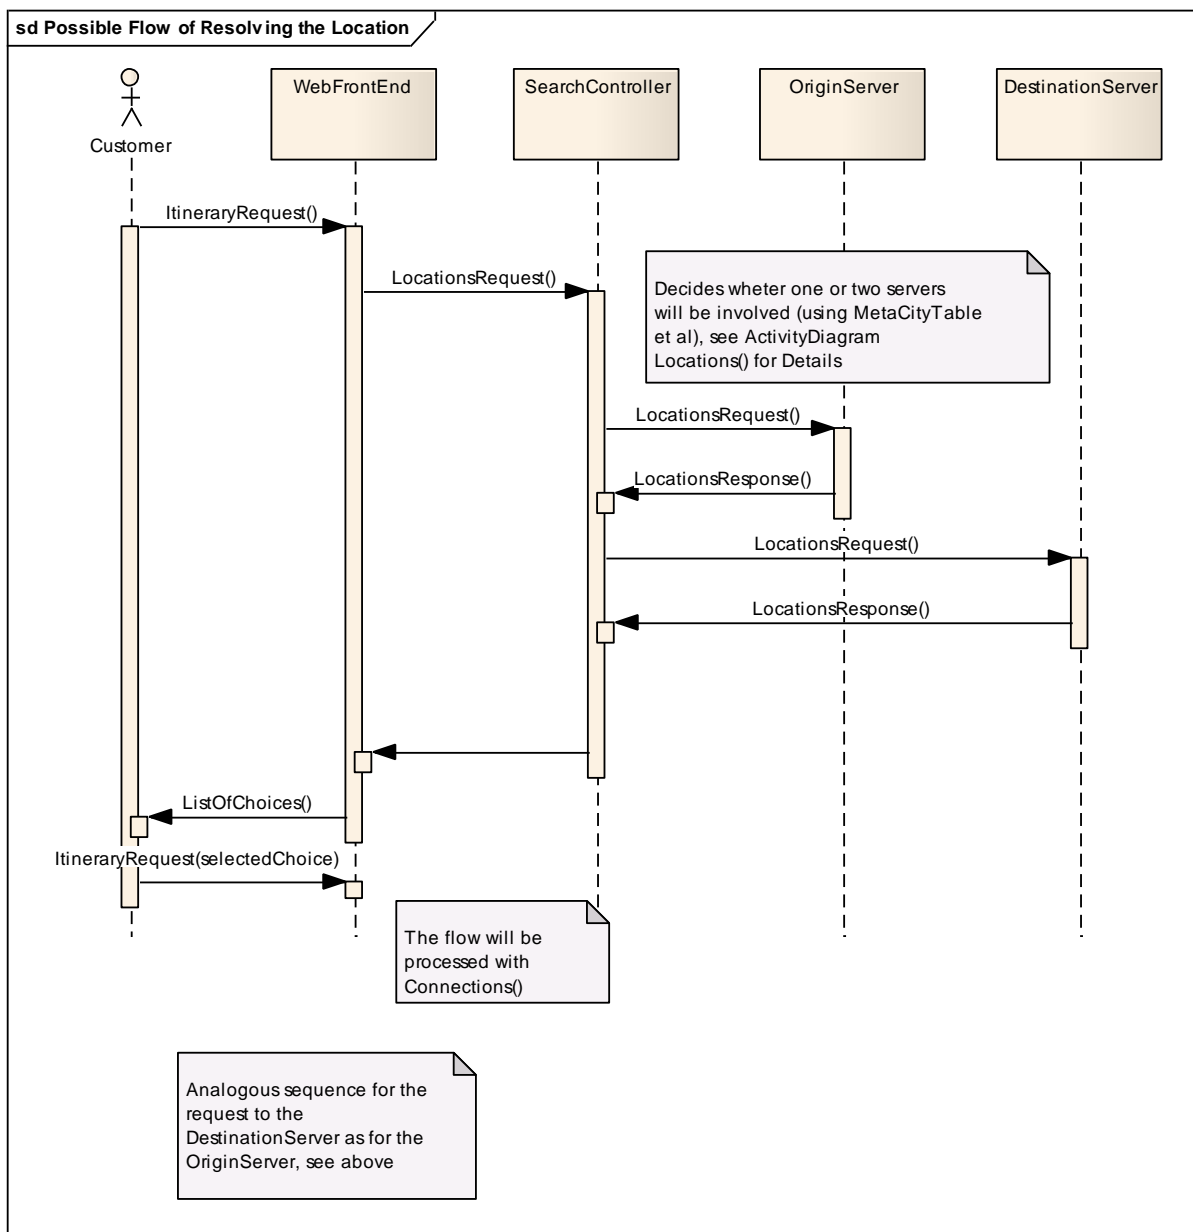 sd Possible Flow of Resolving the Location
Customer
WebFrontEnd
SearchController
OriginServer
DestinationServer
ItineraryRequest()
LocationsRequest()
Decides wheter one or two servers
will be involved (using MetaCityTable
et al), see ActivityDiagram
Locations() for Details
LocationsRequest()
LocationsResponse()
LocationsRequest()
LocationsResponse()
ListOfChoices()
ItineraryRequest(selectedChoice)
The flow will be
processed with
Connections()
Analogous sequence for the
request to the
DestinationServer as for the
OriginServer, see above